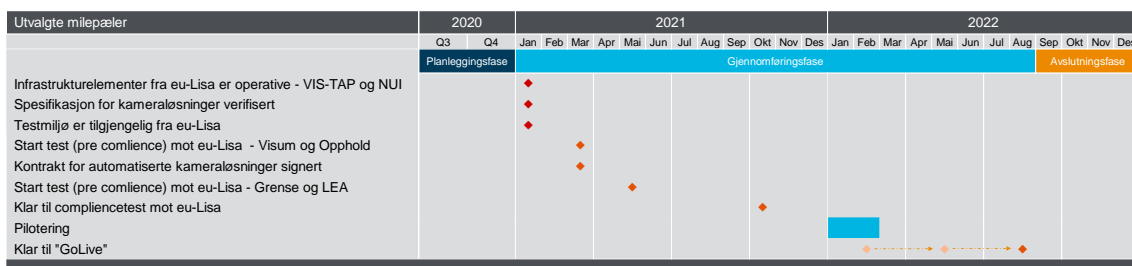 Utvalgte milepæler 2020 2021 2022
Q3 Q4 Jan Feb Mar Apr Mai Jun Jul Aug Sep Okt Nov Des Jan Feb Mar Apr Mai Jun Jul Aug Sep Okt Nov Des
Planleggingsfase Gjennomføringsfase Avslutningsfase
Infrastrukturelementer fra eu-Lisa er operative - VIS-TAP og NUI
Spesifikasjon for kameraløsninger verifisert
Testmiljø er tilgjengelig fra eu-Lisa
Start test (pre comlience) mot eu-Lisa - Visum og Opphold
Kontrakt for automatiserte kameraløsninger signert
Start test (pre comlience) mot eu-Lisa - Grense og LEA
Klar til compliencetest mot eu-Lisa
Pilotering
Klar til "GoLive"